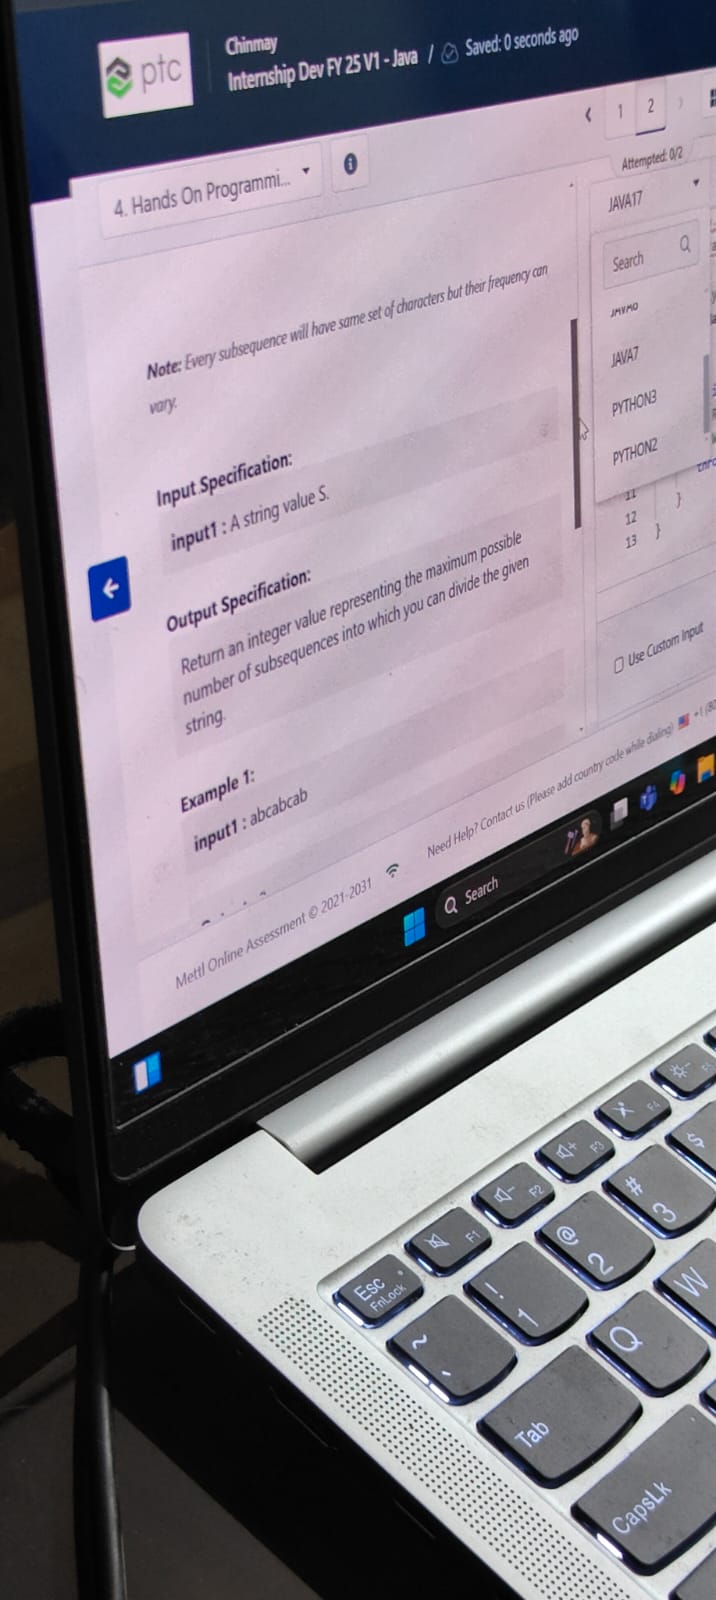 ptc
Chinmay
Internship Dev FY 25 V1 - Java / Saved: 0 seconds ago
1 2
4. Hands On Programmi...
Attempted: 0/2
JAVA17
Search
JAVA7
PYTHON3
PYTHON2
Note: Every subsequence will have same set of characters but their frequency can
vary.
Input Specification:
input1 : A string value S.
Output Specification:
Return an integer value representing the maximum possible
number of subsequences into which you can divide the given
string.
Example 1:
input1 : abcabcab
11 }
12 }
13
Use Custom Input
Need Help? Contact us (Please add country code while dialing) +1 (80
Mettl Online Assessment © 2021-2031
Search
Esc
FnLock
F1
F2
F3
F4
F5
~
`
!
1
@
2
#
3
$
Tab
Q
W
CapsLk